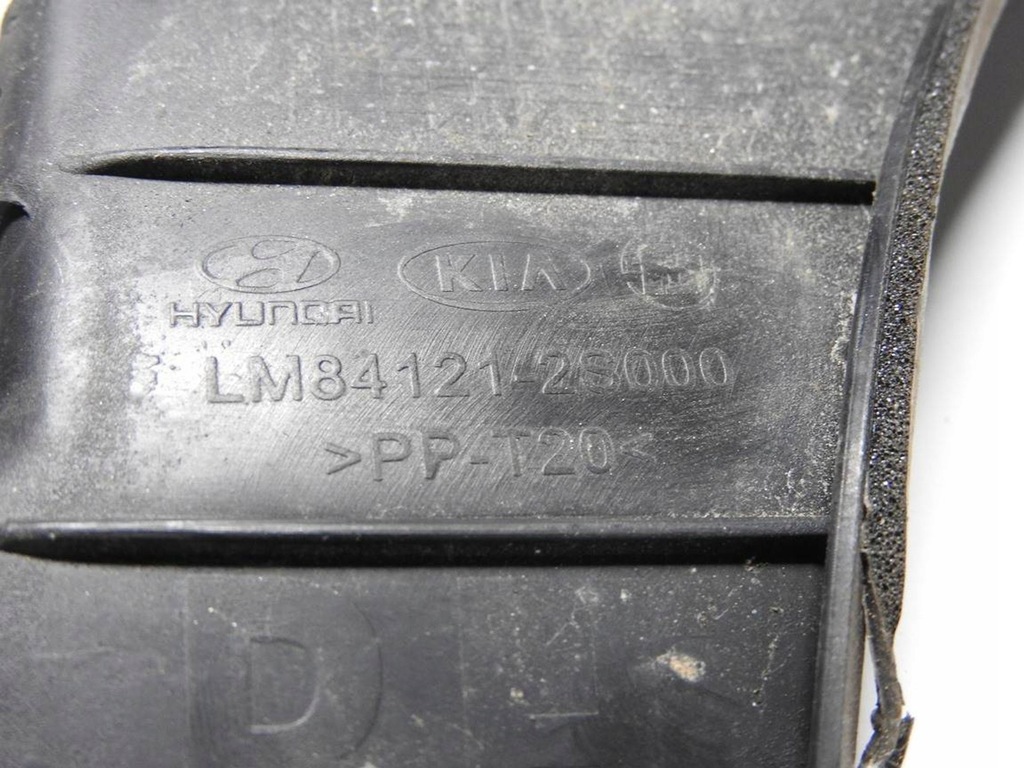 HYUNDAI KIA
LM84121-2S000
>PP-T20<
D